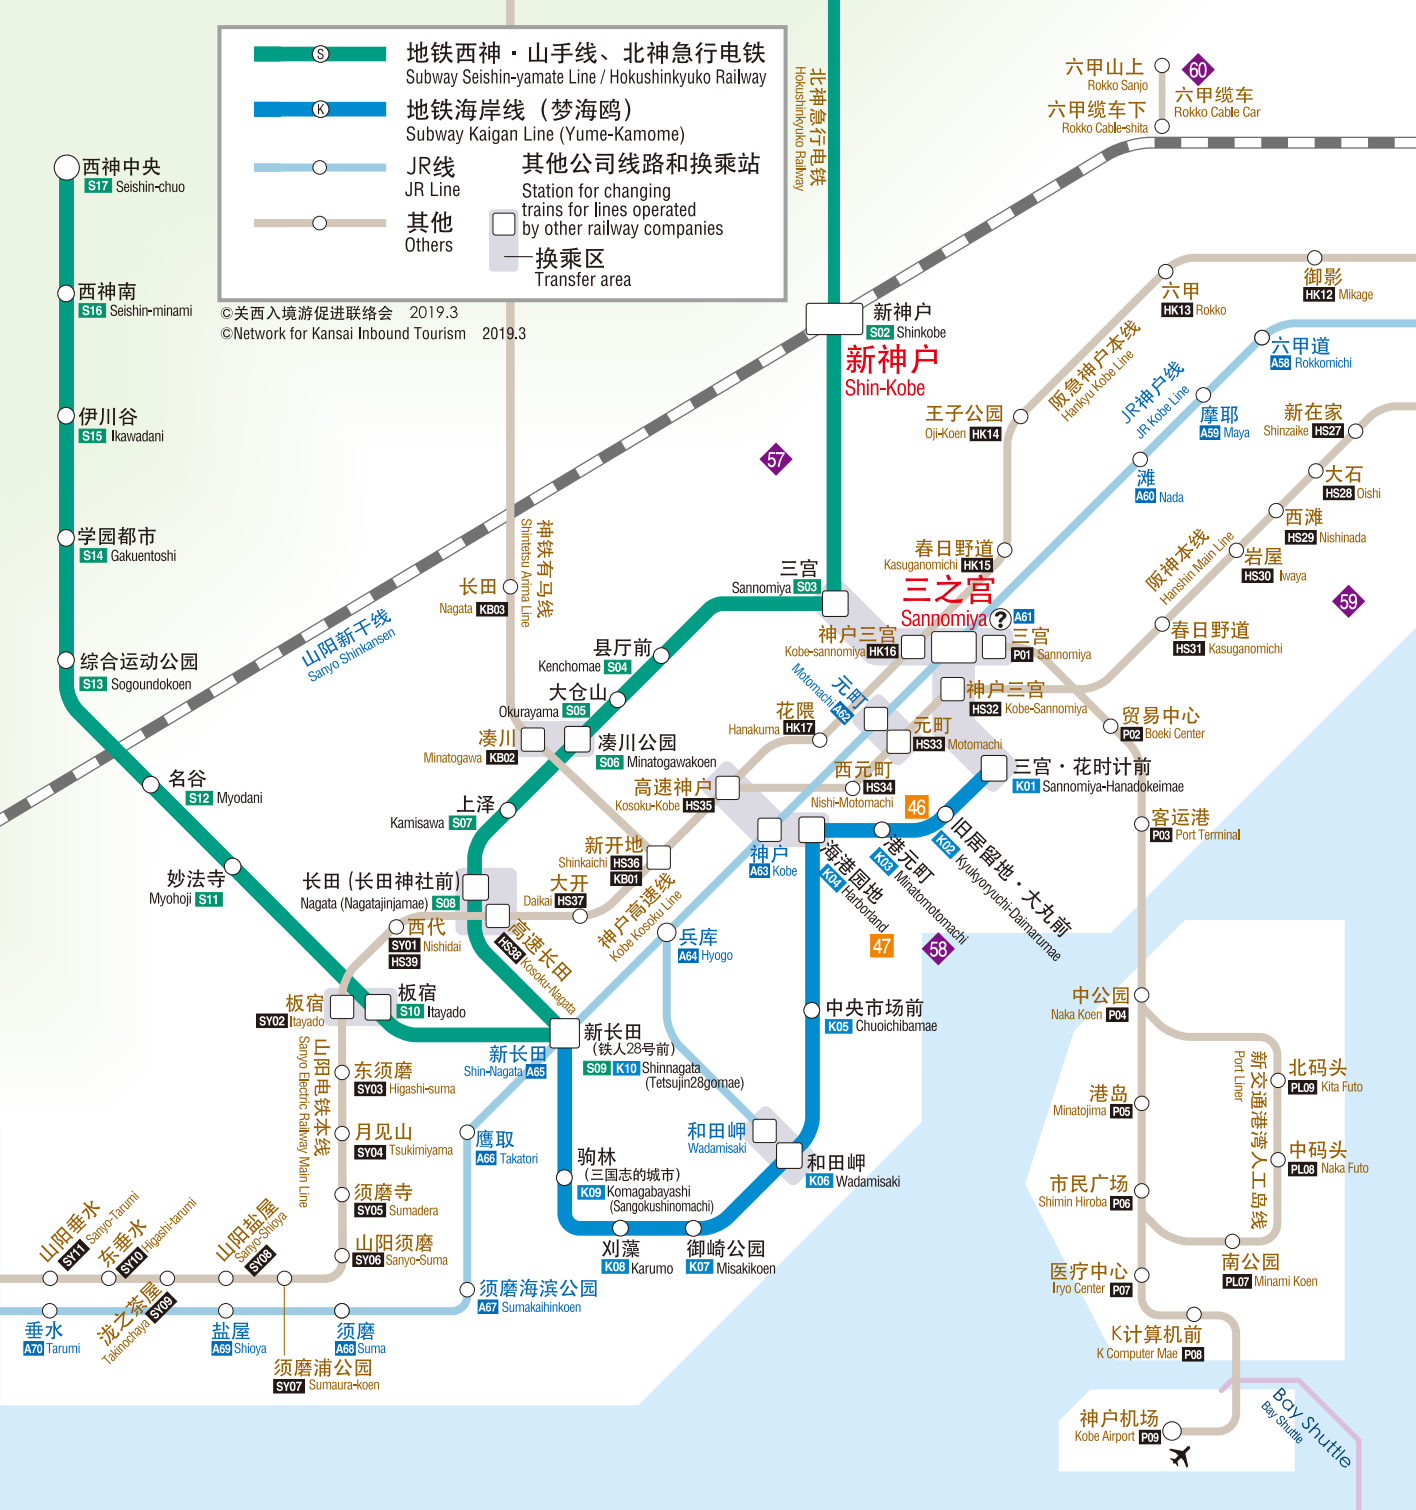 S
地铁西神・山手线、北神急行电铁
Subway Seishin-yamate Line / Hokushinkyuko Railway
K
地铁海岸线（梦海鸥）
Subway Kaigan Line (Yume-Kamome)
JR线
JR Line
其他
Others
其他公司线路和换乘站
Station for changing
trains for lines operated
by other railway companies
换乘区
Transfer area
©关西入境游促进联络会 2019.3
©Network for Kansai Inbound Tourism 2019.3
北神急行电铁
Hokushinkyuko Railway
六甲山上
Rokko Sanjo
60
六甲缆车
Rokko Cable Car
六甲缆车下
Rokko Cable-shita
西神中央
S17 Seishin-chuo
西神南
S16 Seishin-minami
伊川谷
S15 Ikawadani
学园都市
S14 Gakuentoshi
综合运动公园
S13 Sogoundokoen
名谷
S12 Myodani
妙法寺
Myohoji S11
板宿
S10 Itayado
新神户
S02 Shinkobe
新神户
Shin-Kobe
57
三宫
Sannomiya S03
县厅前
Kenchomae S04
大仓山
Okurayama S05
凑川公园
S06 Minatogawakoen
上泽
Kamisawa S07
长田（长田神社前）
Nagata (Nagatajinjamae) S08
新长田
（铁人28号前）
S09 K10 Shinnagata
(Tetsujin28gomae)
山阳新干线
Sanyo Shinkansen
神铁有马线
Shintetsu Arima Line
长田
Nagata KB03
凑川
Minatogawa KB02
新开地
Shinkaichi HS36
KB01
大开
Daikai HS37
高速长田
HS38 Kosoku-Nagata
西代
SY01 Nishidai
HS39
板宿
SY02 Itayado
山阳电铁本线
Sanyo Electric Railway Main Line
东须磨
SY03 Higashi-suma
月见山
SY04 Tsukimiyama
须磨寺
SY05 Sumadera
山阳须磨
SY06 Sanyo-Suma
须磨浦公园
SY07 Sumaura-koen
山阳盐屋
Sanyo-Shioya
SY08
泷之茶屋
Takinochaya SY09
东垂水
SY10 Higashi-tarumi
山阳垂水
SY11 Sanyo-Tarumi
垂水
A70 Tarumi
盐屋
A69 Shioya
须磨
A68 Suma
须磨海滨公园
A67 Sumakaihinkoen
鹰取
A66 Takatori
新长田
Shin-Nagata A65
兵库
A64 Hyogo
神户
A63 Kobe
元町
Motomachi A62
三之宫
Sannomiya ? A61
滩
A60 Nada
摩耶
A59 Maya
六甲道
A58 Rokkomichi
JR神户线
JR Kobe Line
和田岬
Wadamisaki
御影
HK12 Mikage
六甲
HK13 Rokko
阪急神户本线
Hankyu Kobe Line
王子公园
Oji-Koen HK14
春日野道
Kasuganomichi HK15
神户三宫
Kobe-sannomiya HK16
花隈
Hanakuma HK17
新在家
Shinzaike HS27
大石
HS28 Oishi
西滩
HS29 Nishinada
岩屋
HS30 Iwaya
阪神本线
Hanshin Main Line
59
春日野道
HS31 Kasuganomichi
神户三宫
HS32 Kobe-Sannomiya
元町
HS33 Motomachi
西元町
HS34
Nishi-Motomachi
高速神户
Kosoku-Kobe HS35
神户高速线
Kobe Kosoku Line
三宫・花时计前
K01 Sannomiya-Hanadokeimae
46
旧居留地・大丸前
K02 Kyukyoryuchi-Daimarumae
港元町
K03 Minatomotomachi
海港园地
K04 Harborland
47
58
中央市场前
K05 Chuoichibamae
和田岬
K06 Wadamisaki
御崎公园
K07 Misakikoen
刈藻
K08 Karumo
驹林
（三国志的城市）
K09 Komagabayashi
(Sangokushinomachi)
三宫
P01 Sannomiya
贸易中心
P02 Boeki Center
客运港
P03 Port Terminal
中公园
Naka Koen P04
港岛
Minatojima P05
市民广场
Shimin Hiroba P06
医疗中心
Iryo Center P07
K计算机前
K Computer Mae P08
神户机场
Kobe Airport P09
新交通港湾人工岛线
Port Liner
北码头
PL09 Kita Futo
中码头
PL08 Naka Futo
南公园
PL07 Minami Koen
Bay Shuttle
Bay Shuttle